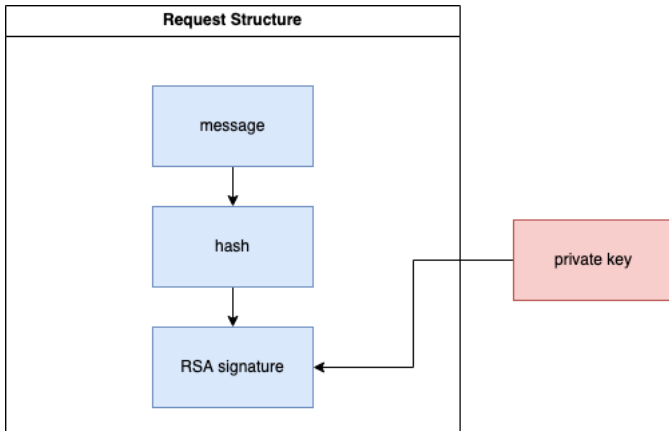 Request Structure
message
hash
private key
RSA signature